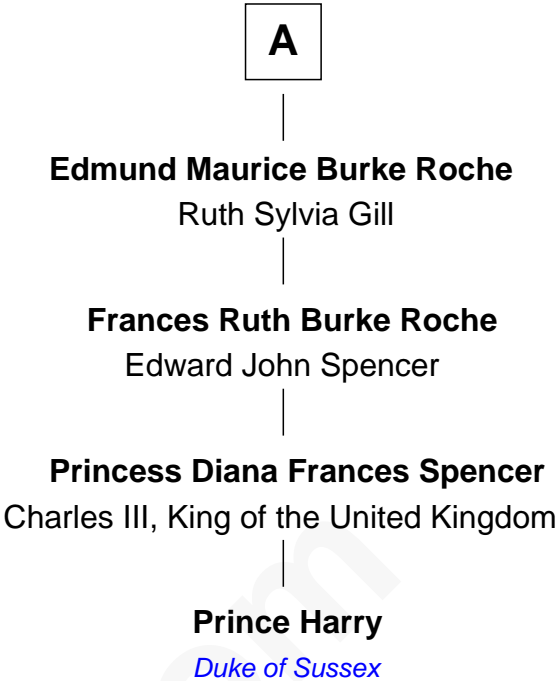 A
Edmund Maurice Burke Roche
Ruth Sylvia Gill
Frances Ruth Burke Roche
Edward John Spencer
Princess Diana Frances Spencer
Charles III, King of the United Kingdom
Prince Harry
Duke of Sussex